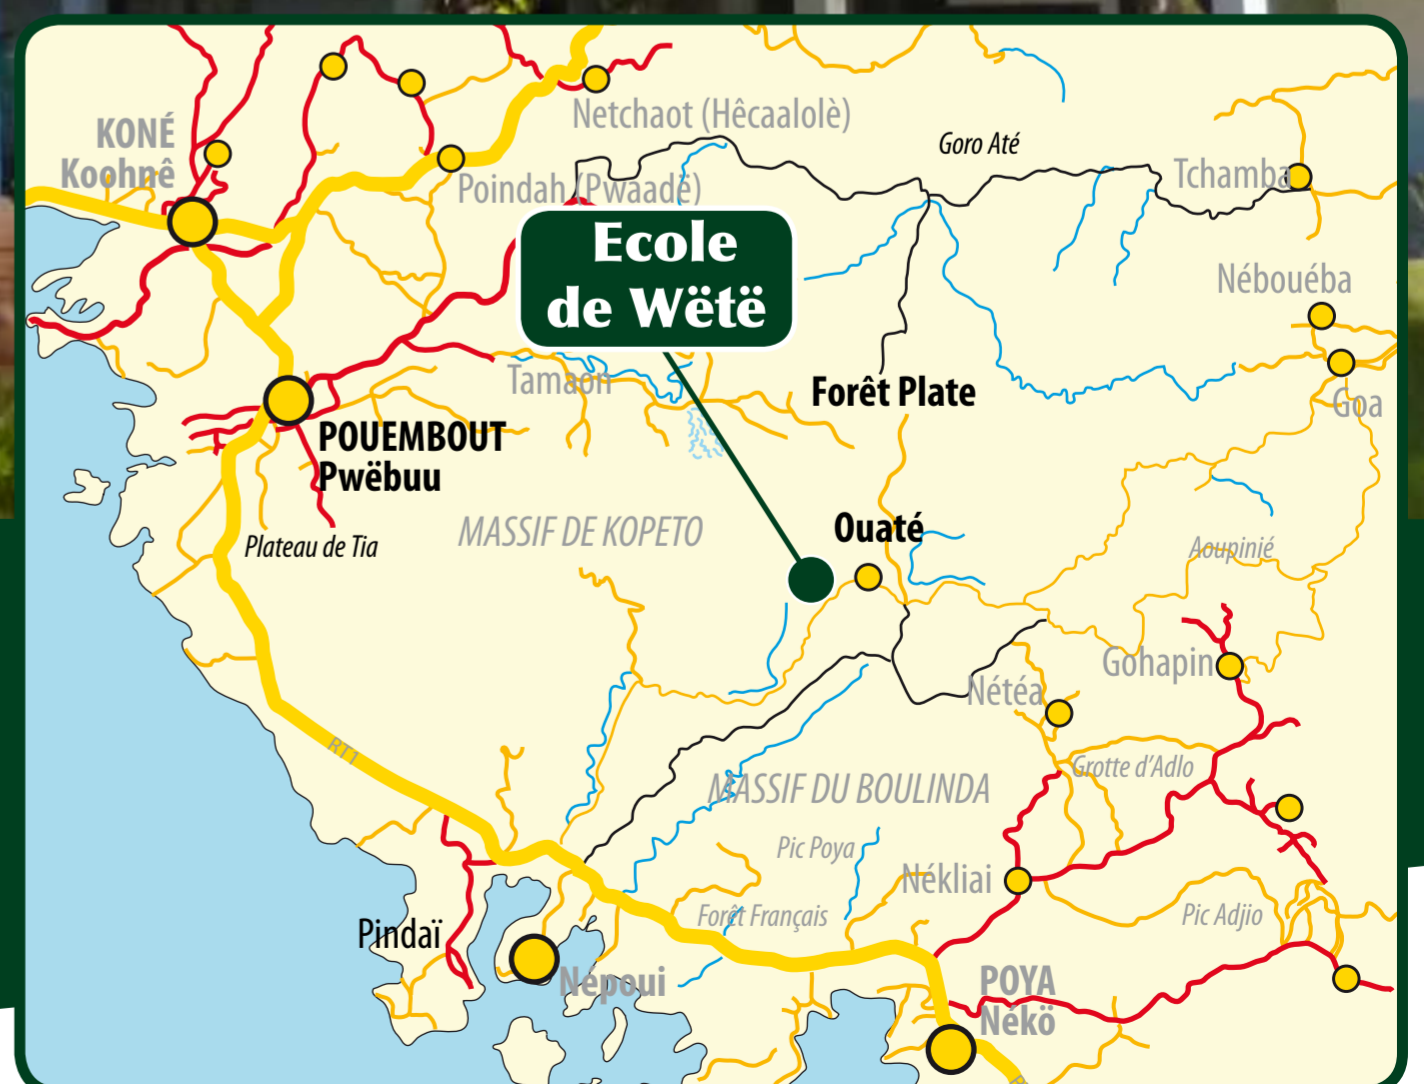 KONÉ
Koohnê
Netchaot (Hêcaalolè)
Goro Até
Tchamba
Poindah (Pwaadë)
Ecole
de Wëtë
Nébouéba
Tamaon
Forêt Plate
Goa
POUEMBOUT
Pwëbuu
MASSIF DE KOPETO
Ouaté
Plateau de Tia
Aoupinié
Gohapin
Nétéa
RT1
Grotte d'Adlo
MASSIF DU BOULINDA
Pic Poya
Nékliai
Forêt Français
Pic Adjio
Pindaï
Népoui
POYA
Nékö